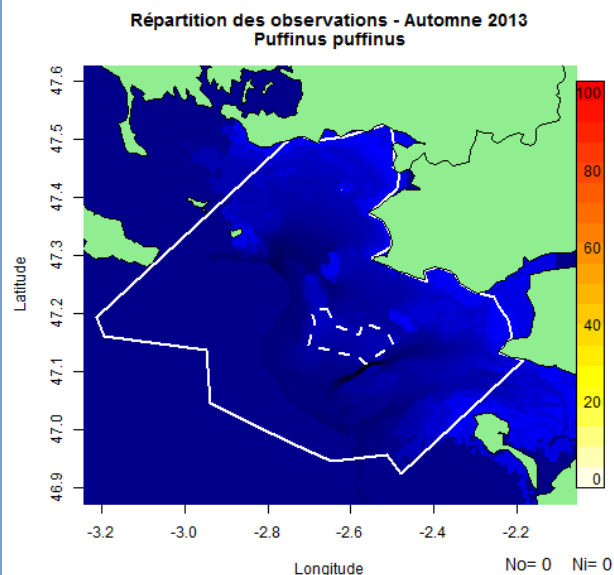 Répartition des observations - Automne 2013
Puffinus puffinus
Latitude
47.6
47.5
47.4
47.3
47.2
47.1
47.0
46.9
100
80
60
40
20
0
-3.2 -3.0 -2.8 -2.6 -2.4 -2.2
Longitude
No= 0 Ni= 0